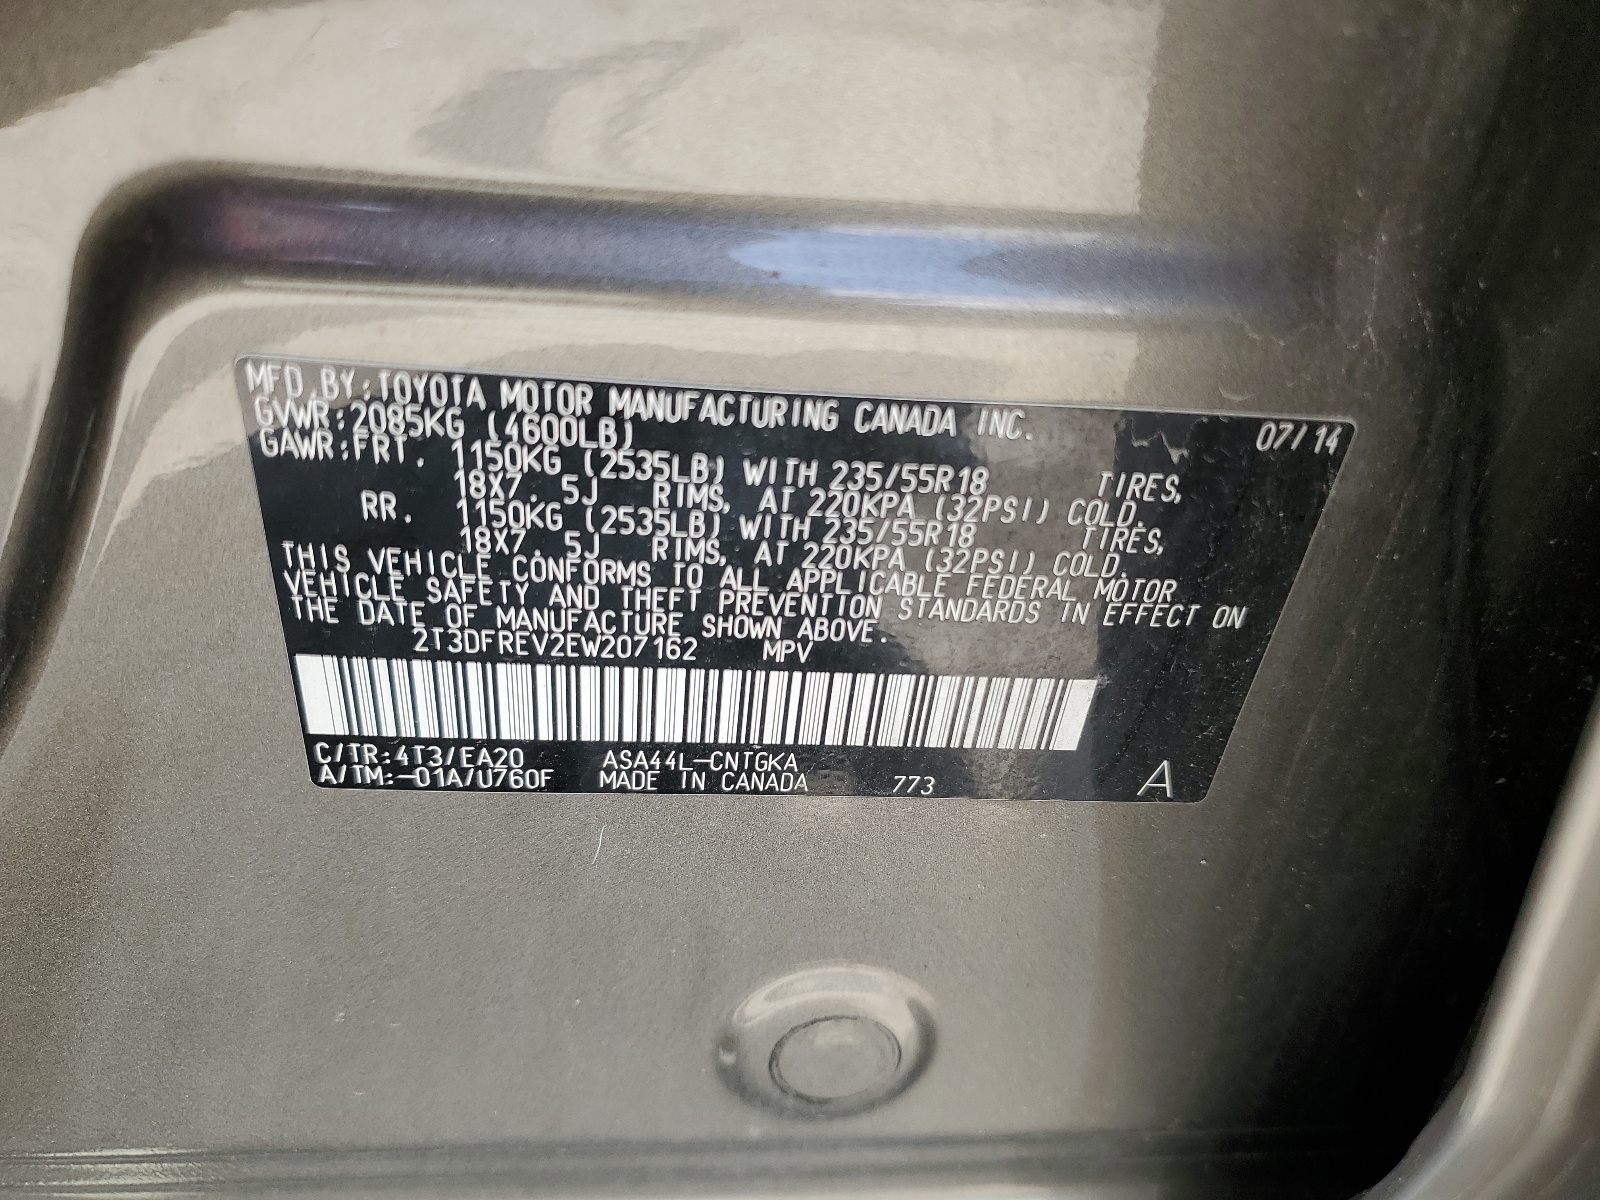 MFD.BY:TOYOTA MOTOR MANUFACTURING CANADA INC. 07/14
GVWR:2085KG (4600LB)
GAWR:FRT. 1150KG (2535LB) WITH 235/55R18 TIRES,
18X7.5J RIMS, AT 220KPA (32PSI) COLD.
RR. 1150KG (2535LB) WITH 235/55R18 TIRES,
18X7.5J RIMS, AT 220KPA (32PSI) COLD.
THIS VEHICLE CONFORMS TO ALL APPLICABLE FEDERAL MOTOR
VEHICLE SAFETY AND THEFT PREVENTION STANDARDS IN EFFECT ON
THE DATE OF MANUFACTURE SHOWN ABOVE.
2T3DFREV2EW207162 MPV
C/TR:4T3/EA20 ASA44L-CNTGKA
A/TM:-01A/U760F MADE IN CANADA 773 A